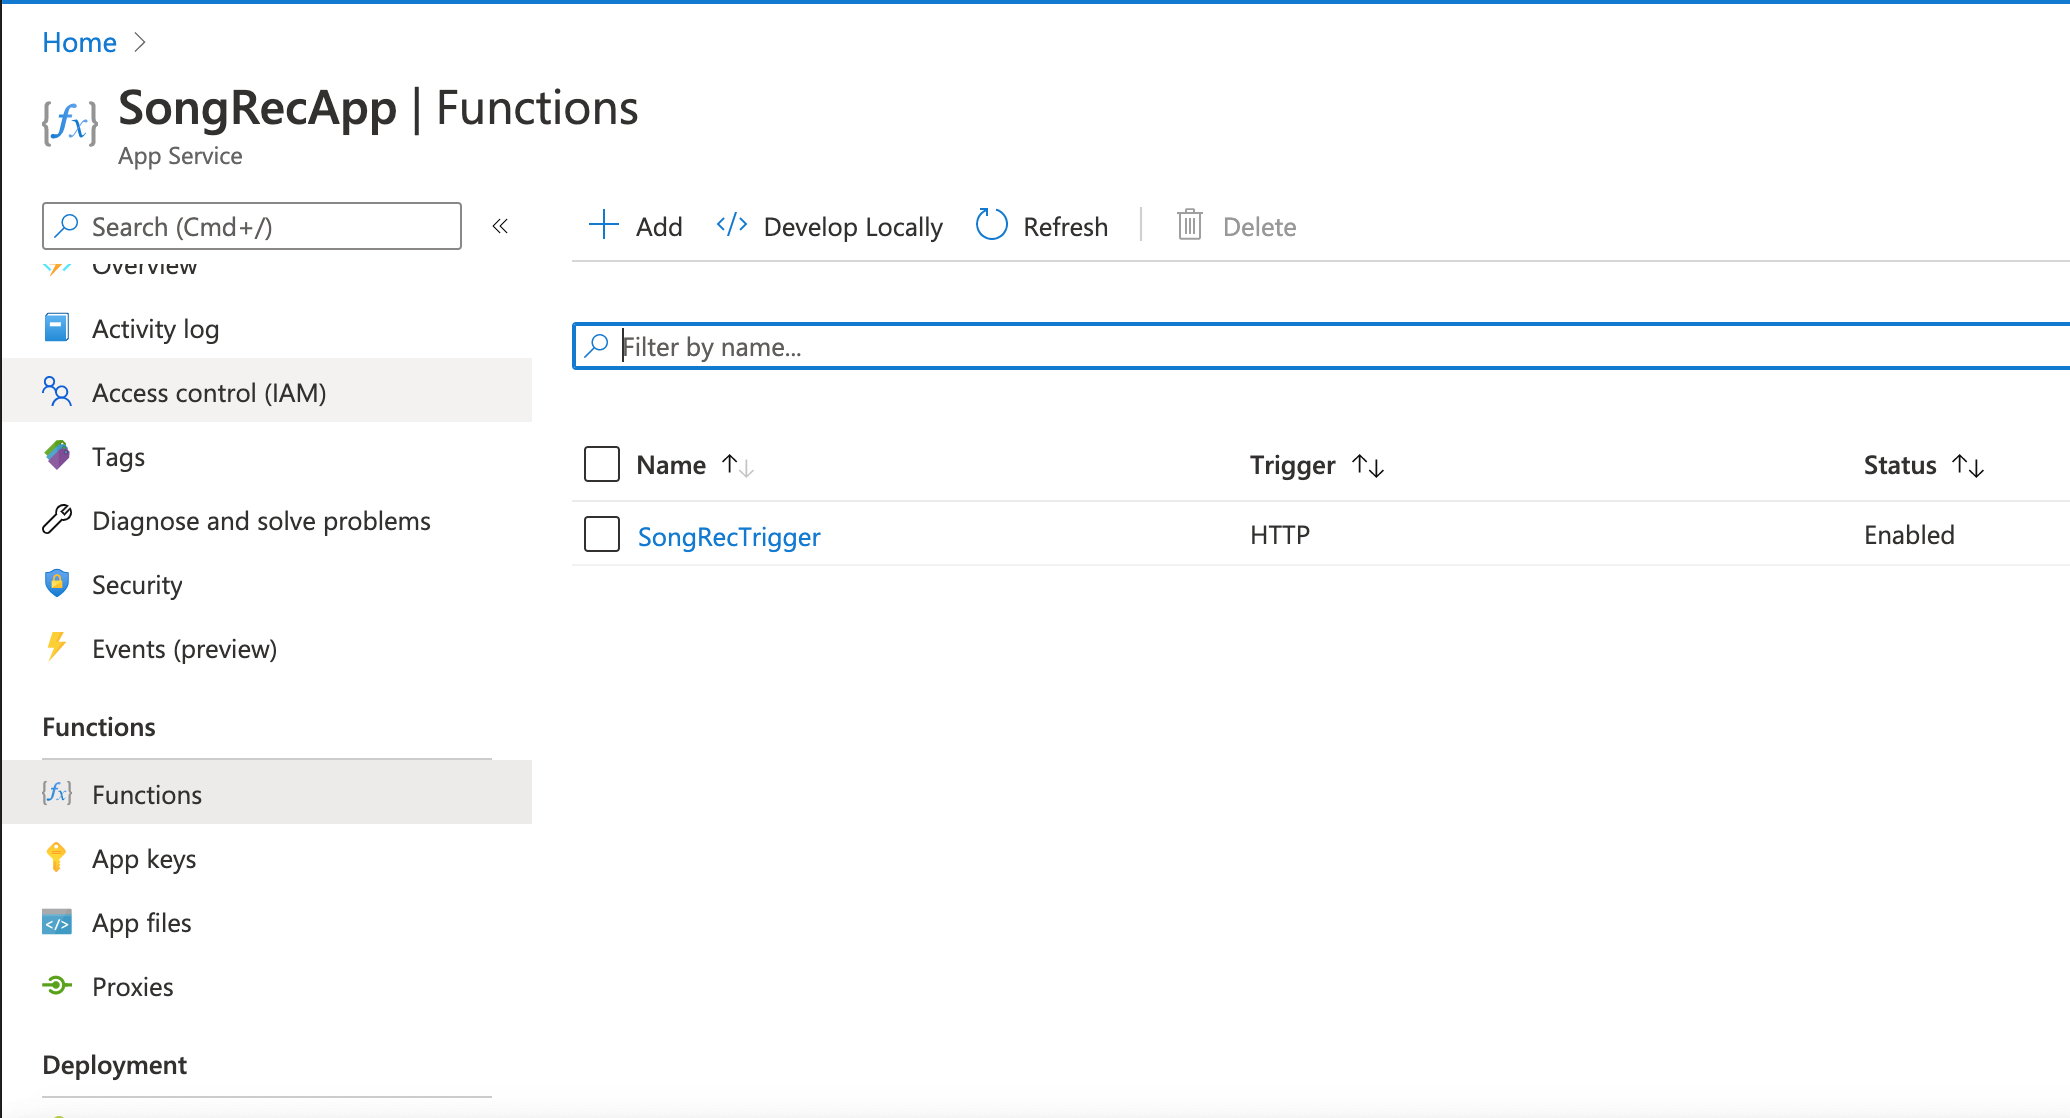 Home
SongRecApp | Functions
App Service
Search (Cmd+/)
Add
Develop Locally
Refresh
Delete
Overview
Activity log
Access control (IAM)
Tags
Diagnose and solve problems
Security
Events (preview)
Functions
Functions
App keys
App files
Proxies
Deployment
Filter by name...
Name Trigger Status
SongRecTrigger HTTP Enabled